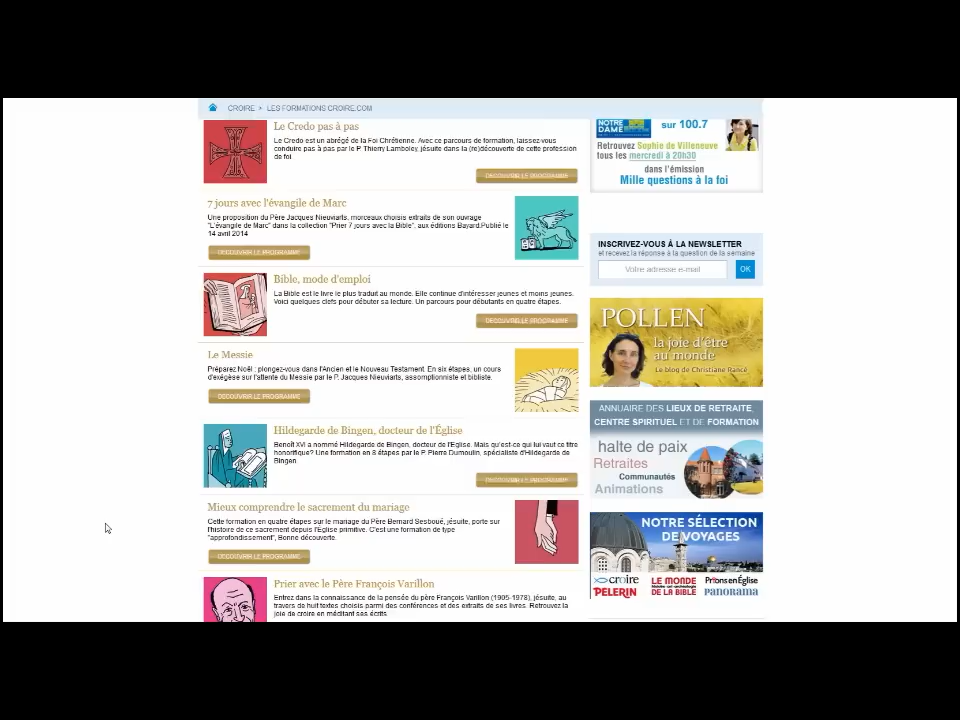 CROIRE > LES FORMATIONS CROIRE.COM
Le Credo pas à pas
Le Credo est un abrégé de la Foi Chrétienne. Avec ce parcours de formation, laissez-vous
conduire pas à pas par le P. Thierry Lamboley, jésuite dans la (re)découverte de cette profession
de foi
DECOUVRIR LE PROGRAMME
7 jours avec l'évangile de Marc
Une proposition du Père Jacques Nieuviarts, morceaux choisis extraits de son ouvrage
"L'évangile de Marc" dans la collection "Prier 7 jours avec la Bible", aux éditions Bayard.Publié le
14 avril 2014
DECOUVRIR LE PROGRAMME
Bible, mode d'emploi
La Bible est le livre le plus traduit au monde. Elle continue d'intéresser jeunes et moins jeunes.
Voici quelques clefs pour débuter sa lecture. Un parcours pour débutants en quatre étapes.
DECOUVRIR LE PROGRAMME
Le Messie
Préparez Noël : plongez-vous dans l'Ancien et le Nouveau Testament. En six étapes, un cours
d'exégèse sur l'attente du Messie par le P. Jacques Nieuviarts, assomptionniste et bibliste.
DECOUVRIR LE PROGRAMME
Hildegarde de Bingen, docteur de l'Église
Benoît XVI a nommé Hildegarde de Bingen, docteur de l'Eglise. Mais qu'est-ce qui lui vaut ce titre
honorifique? Une formation en 8 étapes par le P. Pierre Dumoulin, spécialiste d'Hildegarde de
Bingen.
DECOUVRIR LE PROGRAMME
Mieux comprendre le sacrement du mariage
Cette formation en quatre étapes sur le mariage du Père Bernard Sesboué, jésuite, porte sur
l'histoire de ce sacrement depuis l'Eglise primitive. C'est une formation de type
"approfondissement", Bonne découverte.
DECOUVRIR LE PROGRAMME
Prier avec le Père François Varillon
Entrez dans la connaissance de la pensée du père François Varillon (1905-1978), jésuite, au
travers de huit textes choisis parmi des conférences et des extraits de ses livres. Retrouvez la
joie de croire en méditant ses écrits
NOTRE
DAME
sur 100.7
Retrouvez Sophie de Villeneuve
tous les mercredi à 20h30
dans l'émission
Mille questions à la foi
INSCRIVEZ-VOUS À LA NEWSLETTER
et recevez la réponse à la question de la semaine
Votre adresse e-mail
OK
POLLEN
la joie d'être
au monde
Le blog de Christiane Rancé
ANNUAIRE DES LIEUX DE RETRAITE,
CENTRE SPIRITUEL ET DE FORMATION
halte de paix
Retraites
Communautés
Animations
NOTRE SÉLECTION
DE VOYAGES
croire
LE MONDE
DE LA BIBLE
Prions en Église
PELERIN
panorama